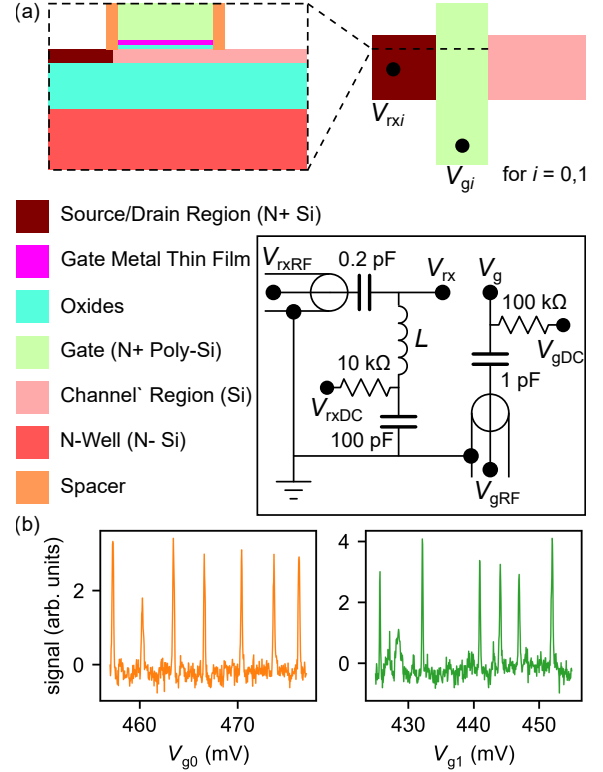 (a)
V_rxi
V_gi
for i = 0,1
Source/Drain Region (N+ Si)
Gate Metal Thin Film
Oxides
Gate (N+ Poly-Si)
Channel` Region (Si)
N-Well (N- Si)
Spacer
V_rxRF
0.2 pF
V_rx
V_g
100 kΩ
L
V_gDC
10 kΩ
V_rxDC
1 pF
100 pF
V_gRF
(b)
signal (arb. units)
2
0
460
470
V_g0 (mV)
4
2
0
430
440
450
V_g1 (mV)